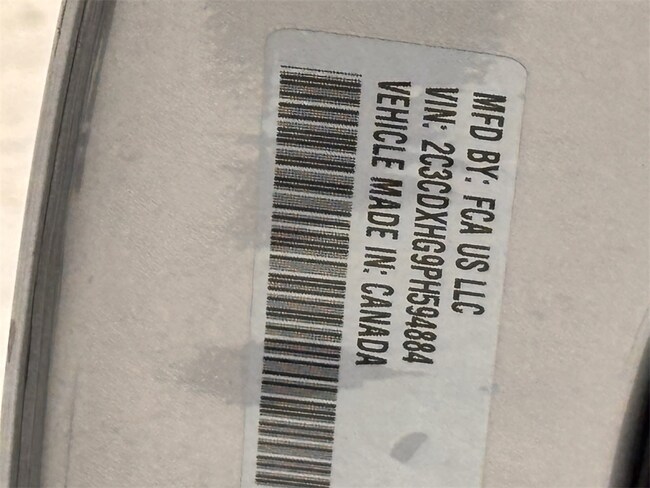 MFD BY: FCA US LLC
VIN: 2C3CDXHG9PH594884
VEHICLE MADE IN: CANADA